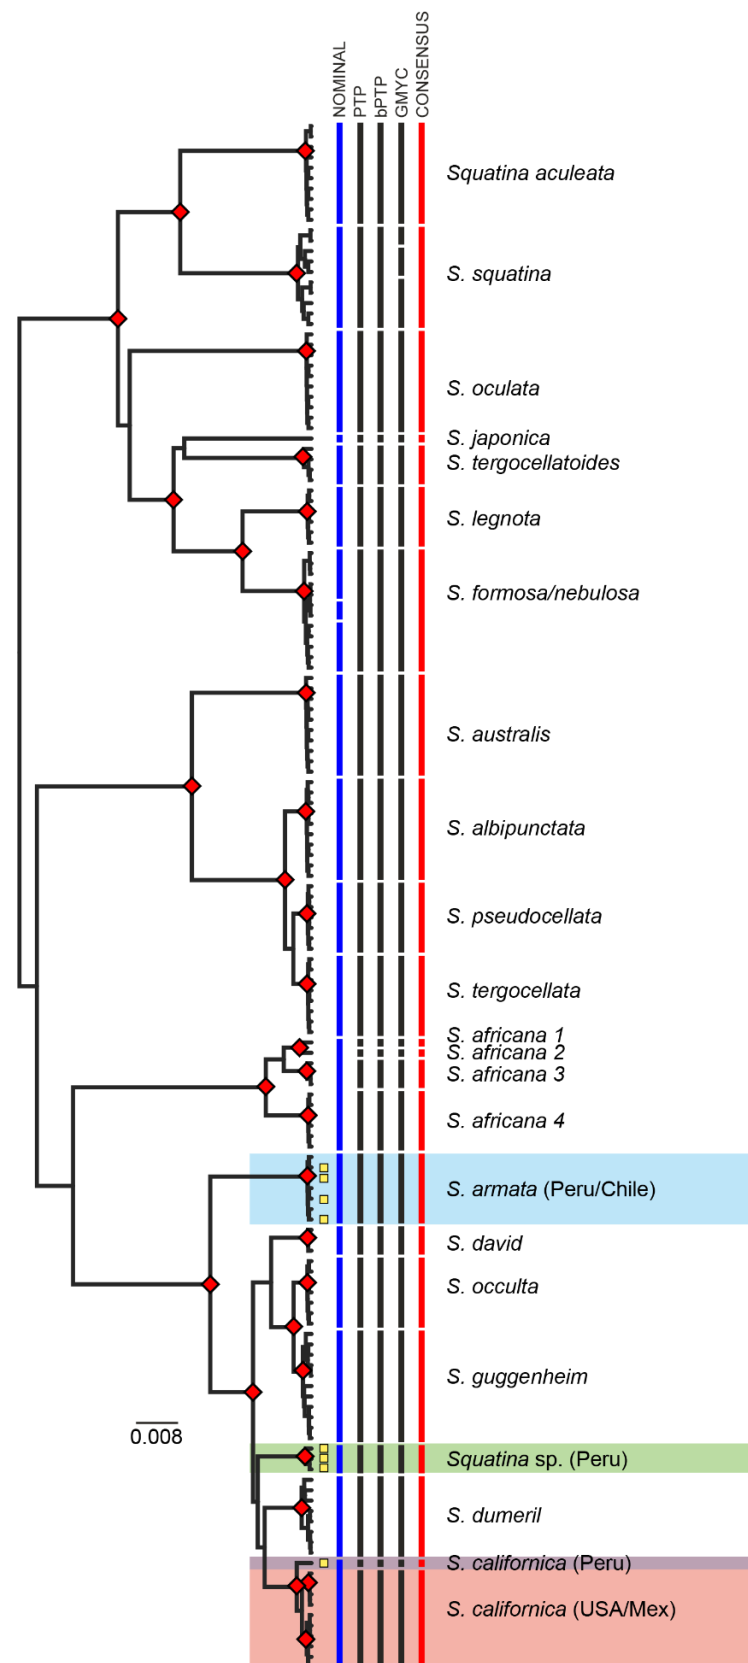 NOMINAL
PTP
bPTP
GMYC
CONSENSUS
Squatina aculeata
S. squatina
S. oculata
S. japonica
S. tergocellatoides
S. legnota
S. formosa/nebulosa
S. australis
S. albipunctata
S. pseudocellata
S. tergocellata
S. africana 1
S. africana 2
S. africana 3
S. africana 4
S. armata (Peru/Chile)
S. david
S. occulta
S. guggenheim
0.008
Squatina sp. (Peru)
S. dumeril
S. californica (Peru)
S. californica (USA/Mex)